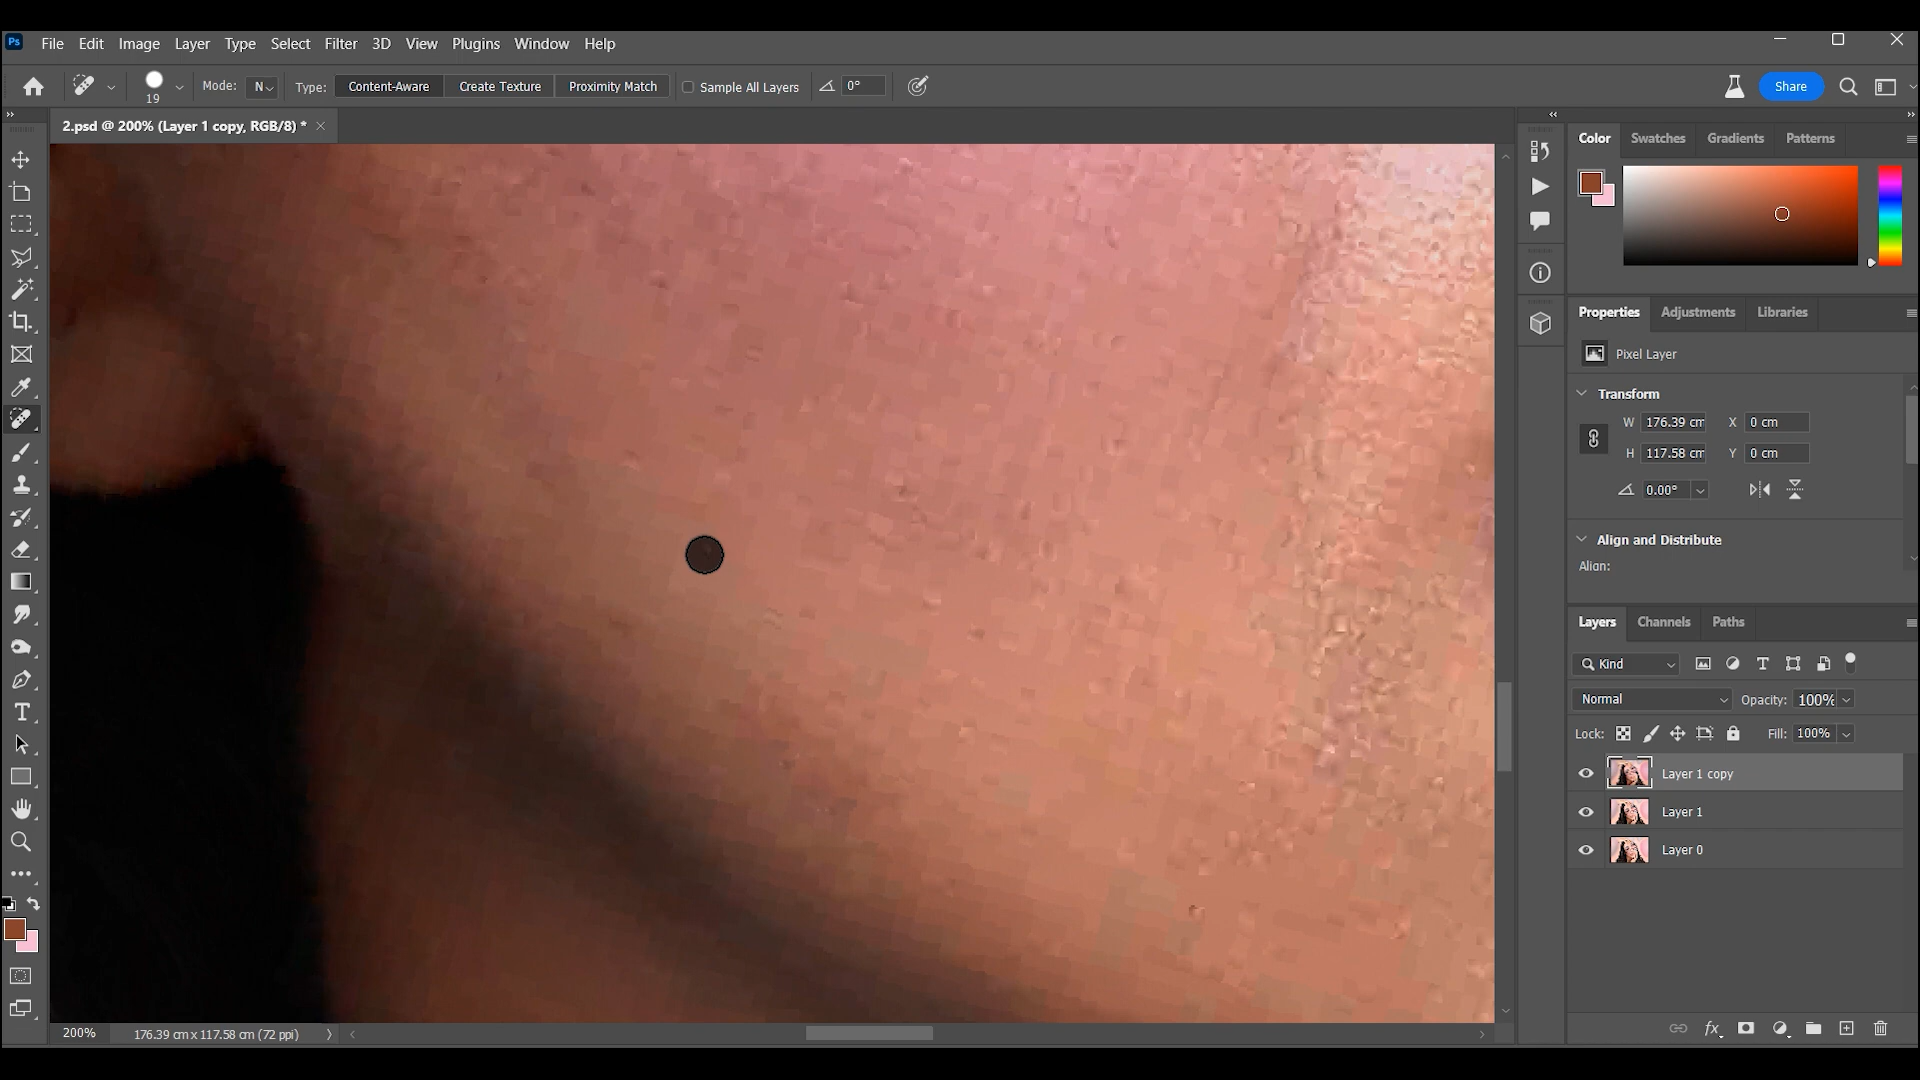 Ps File Edit Image Layer Type Select Filter 3D View Plugins Window Help
19 Mode: N Type: Content-Aware Create Texture Proximity Match Sample All Layers 0° Share
2.psd @ 200% (Layer 1 copy, RGB/8) *
Color Swatches Gradients Patterns
Properties Adjustments Libraries
Pixel Layer
Transform
W 176.39 cm X 0 cm
H 117.58 cm Y 0 cm
0.00°
Align and Distribute
Align:
Layers Channels Paths
Kind
Normal Opacity: 100%
Lock: Fill: 100%
Layer 1 copy
Layer 1
Layer 0
fx
200% 176.39 cm x 117.58 cm (72 ppi)